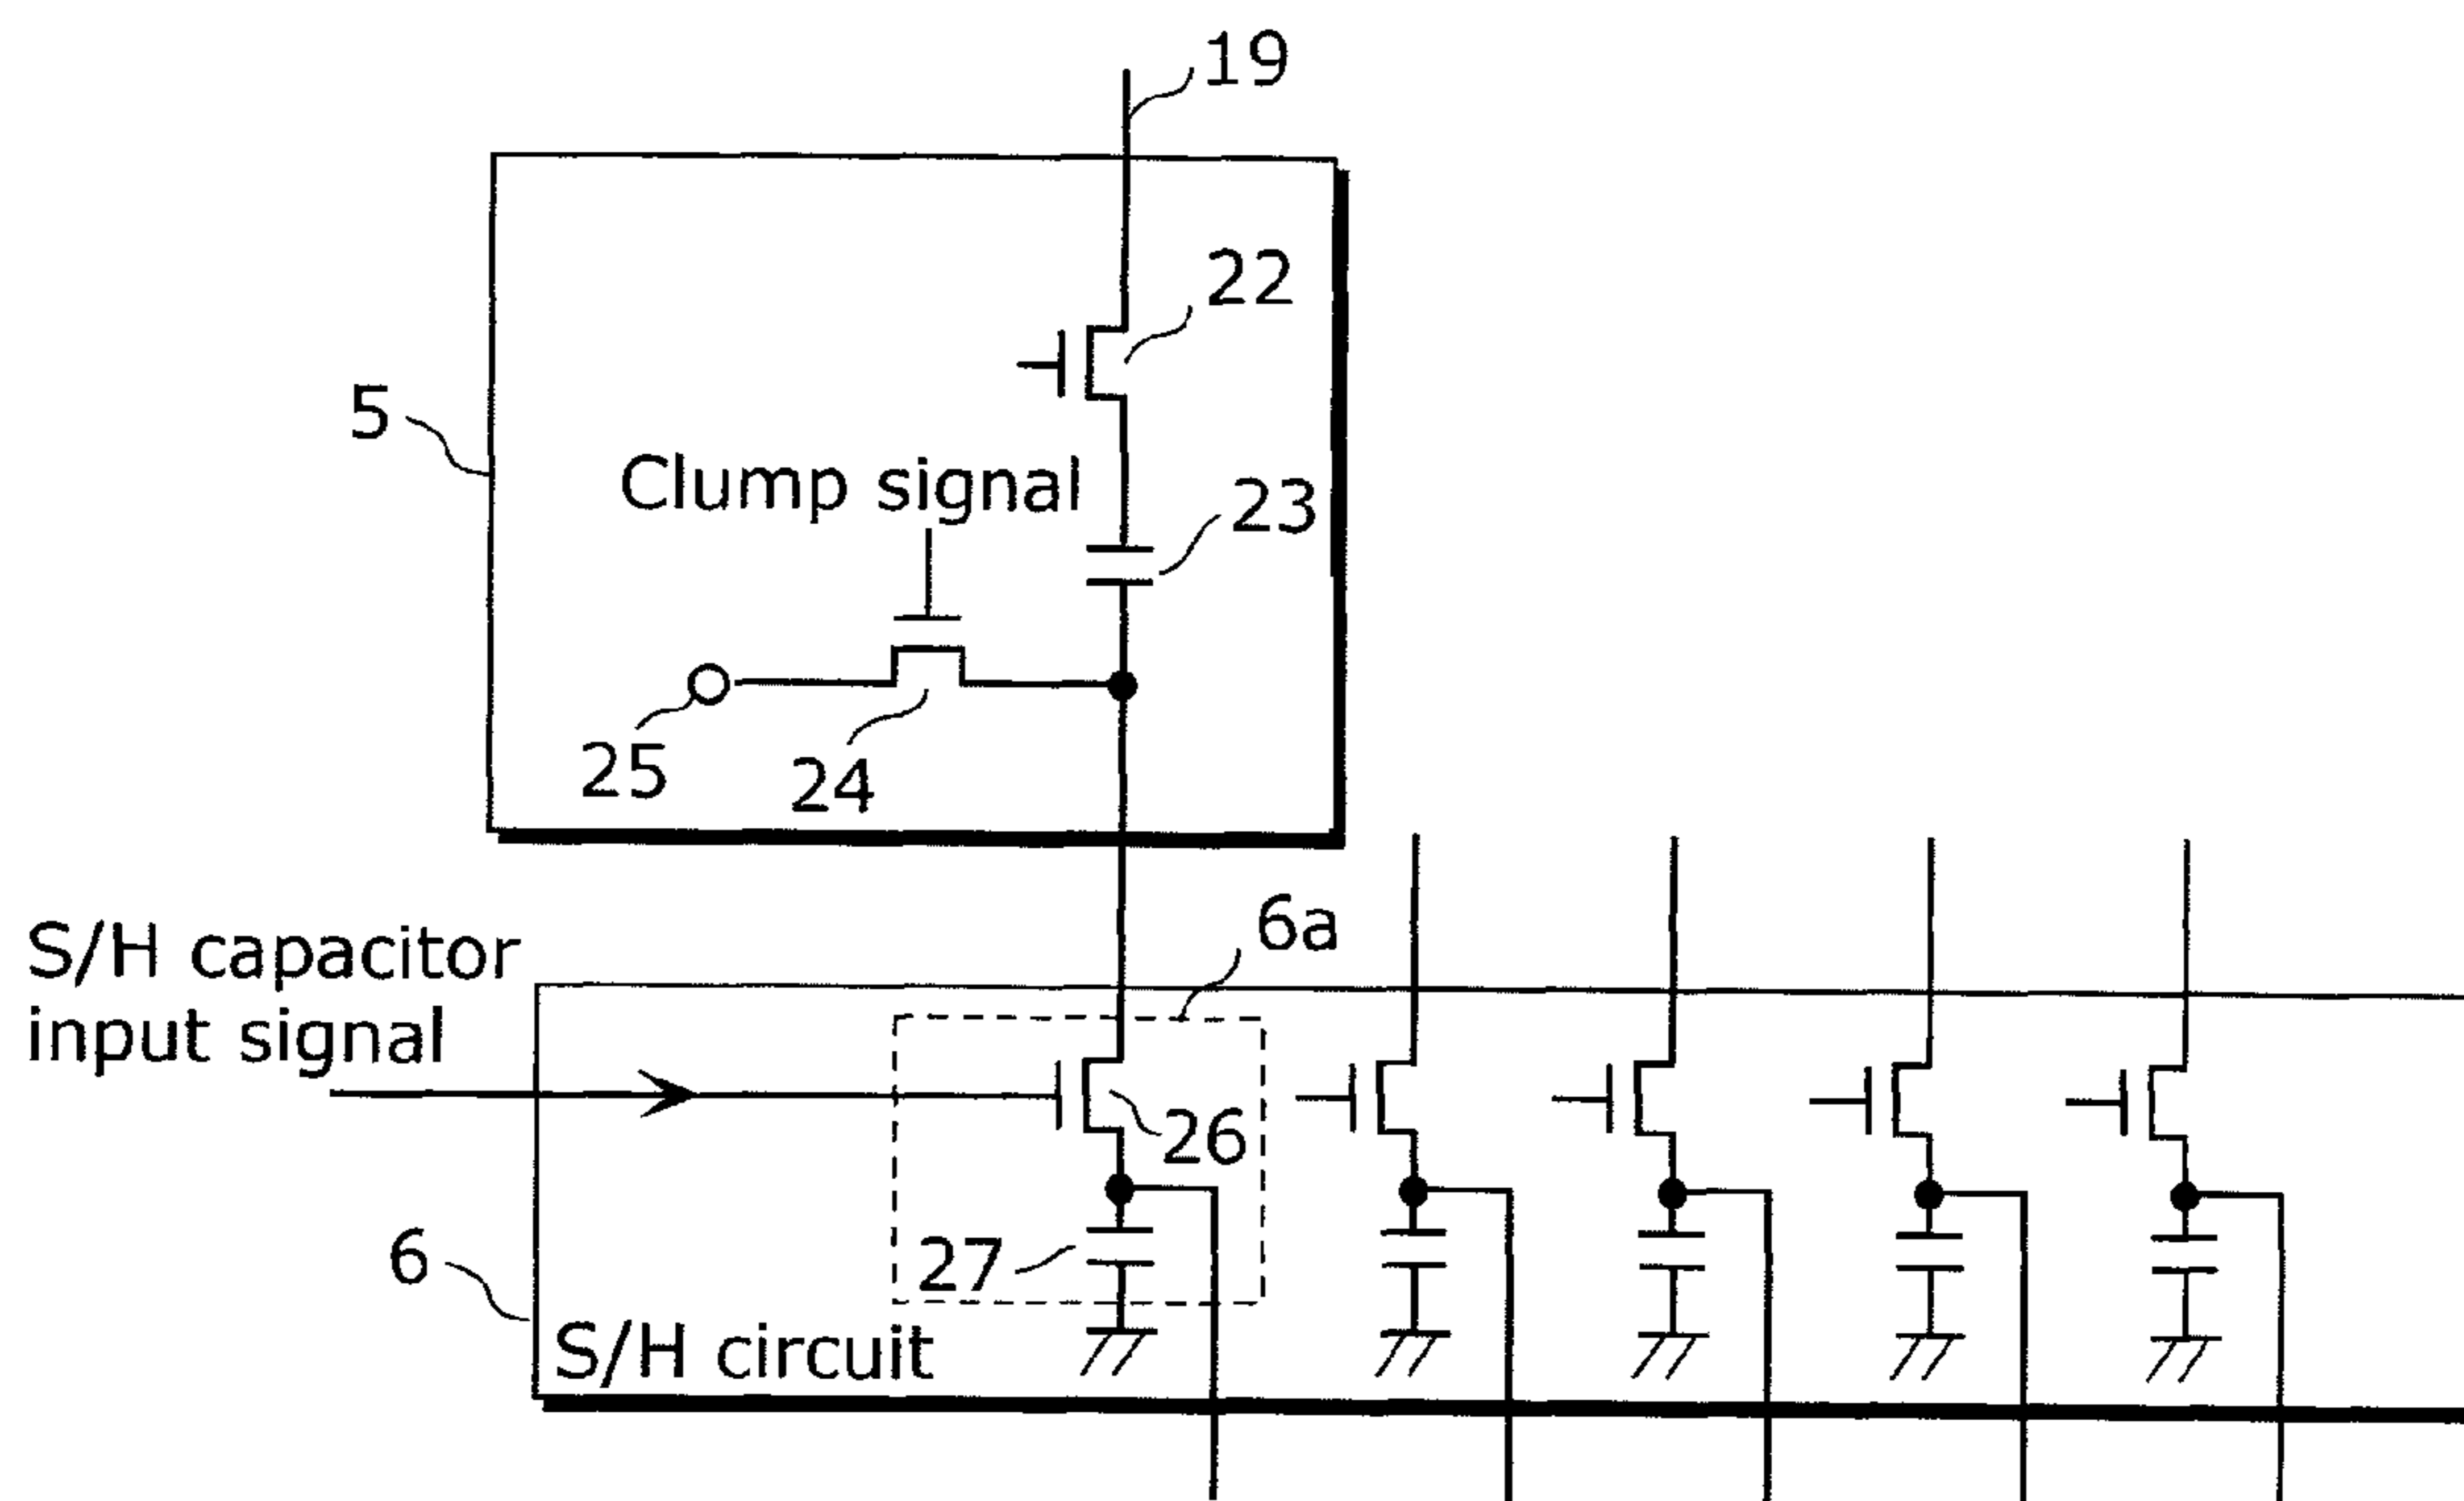 19
22
5
Clump signal
23
25
24
6a
S/H capacitor
input signal
26
27
6
S/H circuit